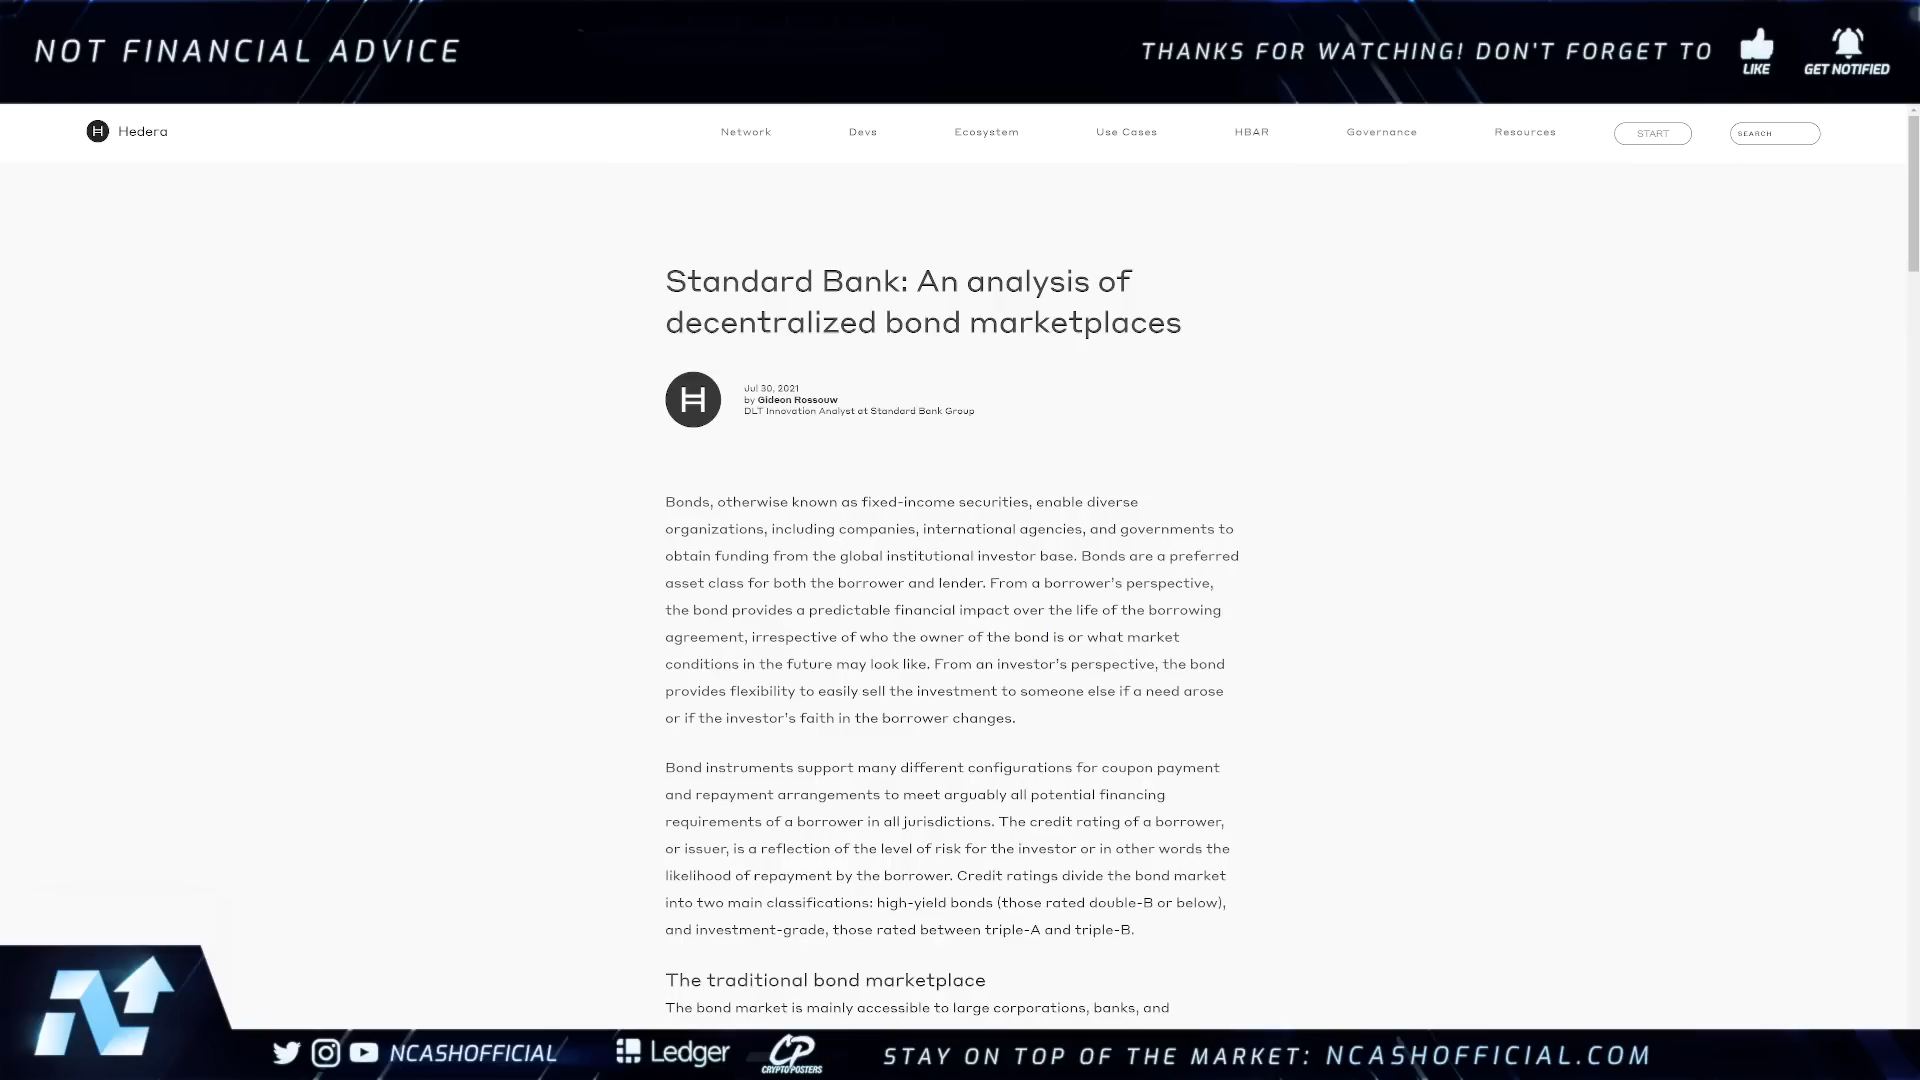 NOT FINANCIAL ADVICE
THANKS FOR WATCHING! DON'T FORGET TO
LIKE
GET NOTIFIED
Hedera
Network
Devs
Ecosystem
Use Cases
HBAR
Governance
Resources
START
SEARCH
Standard Bank: An analysis of
decentralized bond marketplaces
Jul 30, 2021
by Gideon Rossouw
DLT Innovation Analyst at Standard Bank Group
Bonds, otherwise known as fixed-income securities, enable diverse
organizations, including companies, international agencies, and governments to
obtain funding from the global institutional investor base. Bonds are a preferred
asset class for both the borrower and lender. From a borrower's perspective,
the bond provides a predictable financial impact over the life of the borrowing
agreement, irrespective of who the owner of the bond is or what market
conditions in the future may look like. From an investor's perspective, the bond
provides flexibility to easily sell the investment to someone else if a need arose
or if the investor's faith in the borrower changes.
Bond instruments support many different configurations for coupon payment
and repayment arrangements to meet arguably all potential financing
requirements of a borrower in all jurisdictions. The credit rating of a borrower,
or issuer, is a reflection of the level of risk for the investor or in other words the
likelihood of repayment by the borrower. Credit ratings divide the bond market
into two main classifications: high-yield bonds (those rated double-B or below),
and investment-grade, those rated between triple-A and triple-B.
The traditional bond marketplace
The bond market is mainly accessible to large corporations, banks, and
NCASHOFFICIAL
Ledger
CP
CRYPTOPOSTERS
STAY ON TOP OF THE MARKET: NCASHOFFICIAL.COM